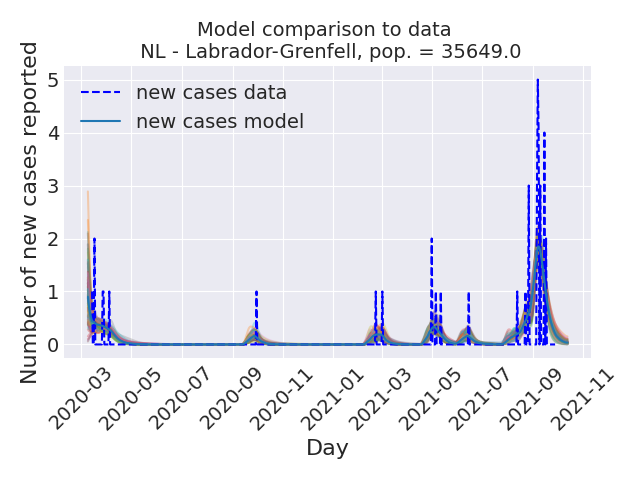 Model comparison to data
NL - Labrador-Grenfell, pop. = 35649.0
Number of new cases reported
5
4
3
2
1
0
new cases data
new cases model
2020-03
2020-05
2020-07
2020-09
2020-11
2021-01
2021-03
2021-05
2021-07
2021-09
2021-11
Day